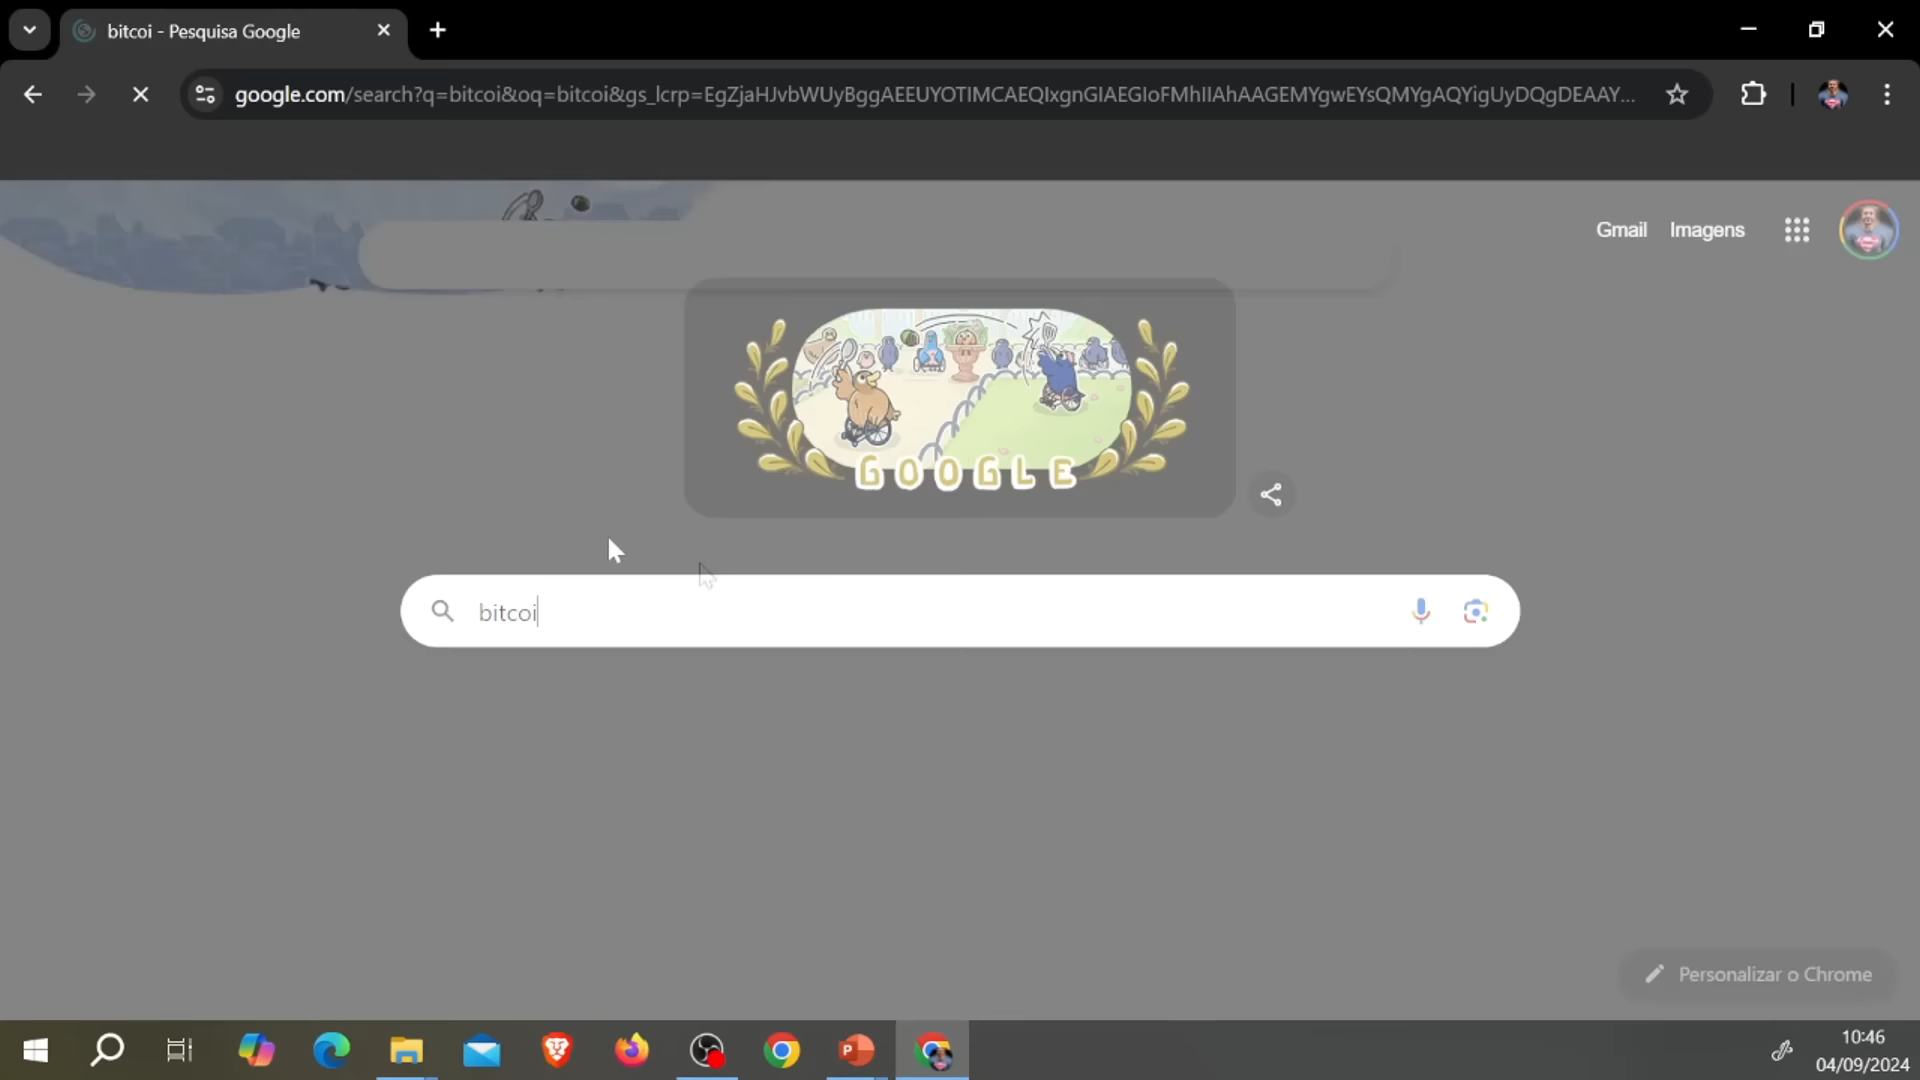 bitcoi - Pesquisa Google
google.com/search?q=bitcoi&oq=bitcoi&gs_lcrp=EgZjaHJvbWUyBggAEEUYOTIMCAEQIxgnGIAEGIoFMhIIAhAAGEMYgwEYsQMYgAQYigUyDQgDEAAY...
Gmail Imagens
GOOGLE
bitcoi
Personalizar o Chrome
10:46
04/09/2024